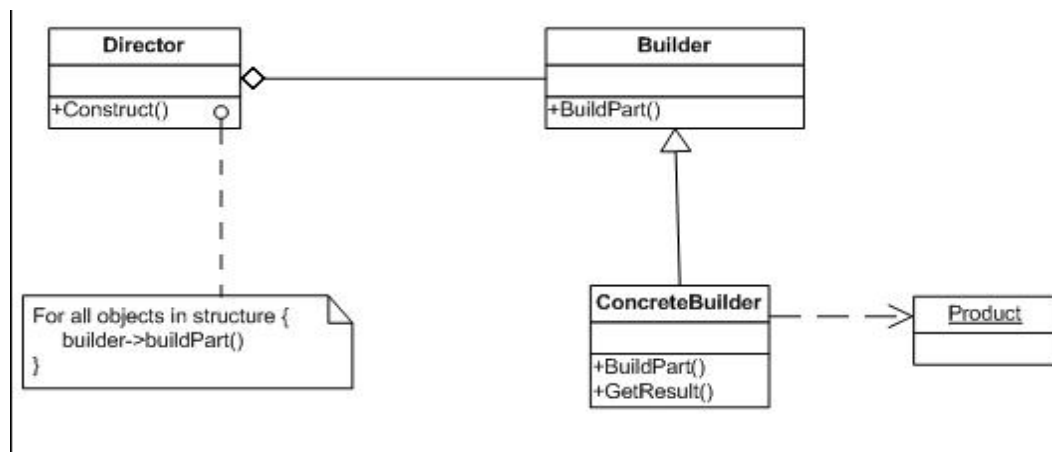 Director
+Construct()
Builder
+BuildPart()
For all objects in structure {
builder->buildPart()
}
ConcreteBuilder
+BuildPart()
+GetResult()
Product